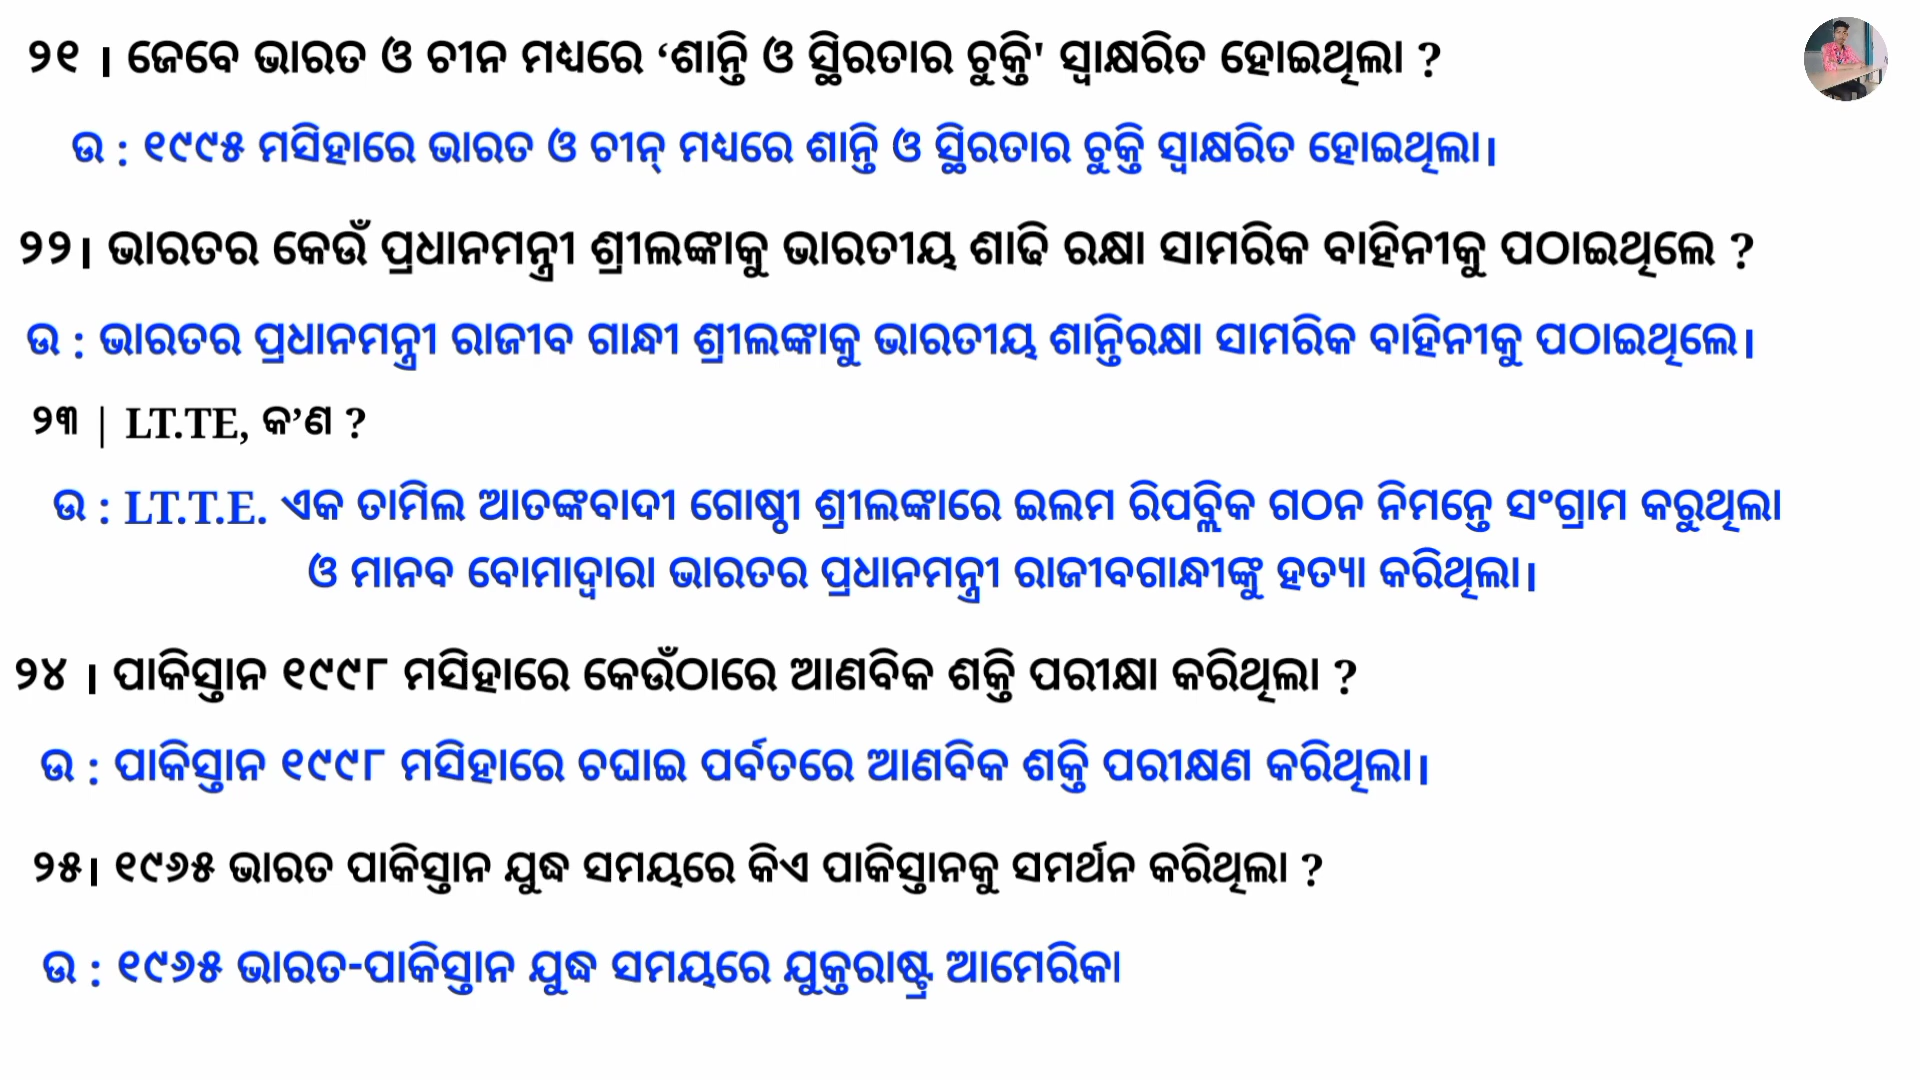 ୨୧ । ଜେବେ ଭାରତ ଓ ଚୀନ ମଧ୍ୟରେ ‘ଶାନ୍ତି ଓ ସ୍ଥିରତାର ଚୁକ୍ତି' ସ୍ୱାକ୍ଷରିତ ହୋଇଥିଲା ?
ଉ : ୧୯୯୫ ମସିହାରେ ଭାରତ ଓ ଚୀନ୍ ମଧ୍ୟରେ ଶାନ୍ତି ଓ ସ୍ଥିରତାର ଚୁକ୍ତି ସ୍ୱାକ୍ଷରିତ ହୋଇଥିଲା।
୨୨। ଭାରତର କେଉଁ ପ୍ରଧାନମନ୍ତ୍ରୀ ଶ୍ରୀଲଙ୍କାକୁ ଭାରତୀୟ ଶାଢି ରକ୍ଷା ସାମରିକ ବାହିନୀକୁ ପଠାଇଥିଲେ ?
ଉ : ଭାରତର ପ୍ରଧାନମନ୍ତ୍ରୀ ରାଜୀବ ଗାନ୍ଧୀ ଶ୍ରୀଲଙ୍କାକୁ ଭାରତୀୟ ଶାନ୍ତିରକ୍ଷା ସାମରିକ ବାହିନୀକୁ ପଠାଇଥିଲେ।
୨୩ | LT.TE, କ’ଣ ?
ଉ : LT.T.E. ଏକ ତାମିଲ ଆତଙ୍କବାଦୀ ଗୋଷ୍ଠୀ ଶ୍ରୀଲଙ୍କାରେ ଇଲମ ରିପବ୍ଲିକ ଗଠନ ନିମନ୍ତେ ସଂଗ୍ରାମ କରୁଥିଲା
ଓ ମାନବ ବୋମାଦ୍ୱାରା ଭାରତର ପ୍ରଧାନମନ୍ତ୍ରୀ ରାଜୀବଗାନ୍ଧୀଙ୍କୁ ହତ୍ୟା କରିଥିଲା।
୨୪ । ପାକିସ୍ତାନ ୧୯୯୮ ମସିହାରେ କେଉଁଠାରେ ଆଣବିକ ଶକ୍ତି ପରୀକ୍ଷା କରିଥିଲା ?
ଉ : ପାକିସ୍ତାନ ୧୯୯୮ ମସିହାରେ ଚଘାଇ ପର୍ବତରେ ଆଣବିକ ଶକ୍ତି ପରୀକ୍ଷଣ କରିଥିଲା।
୨୫। ୧୯୬୫ ଭାରତ ପାକିସ୍ତାନ ଯୁଦ୍ଧ ସମୟରେ କିଏ ପାକିସ୍ତାନକୁ ସମର୍ଥନ କରିଥିଲା ?
ଉ : ୧୯୬୫ ଭାରତ-ପାକିସ୍ତାନ ଯୁଦ୍ଧ ସମୟରେ ଯୁକ୍ତରାଷ୍ଟ୍ର ଆମେରିକା